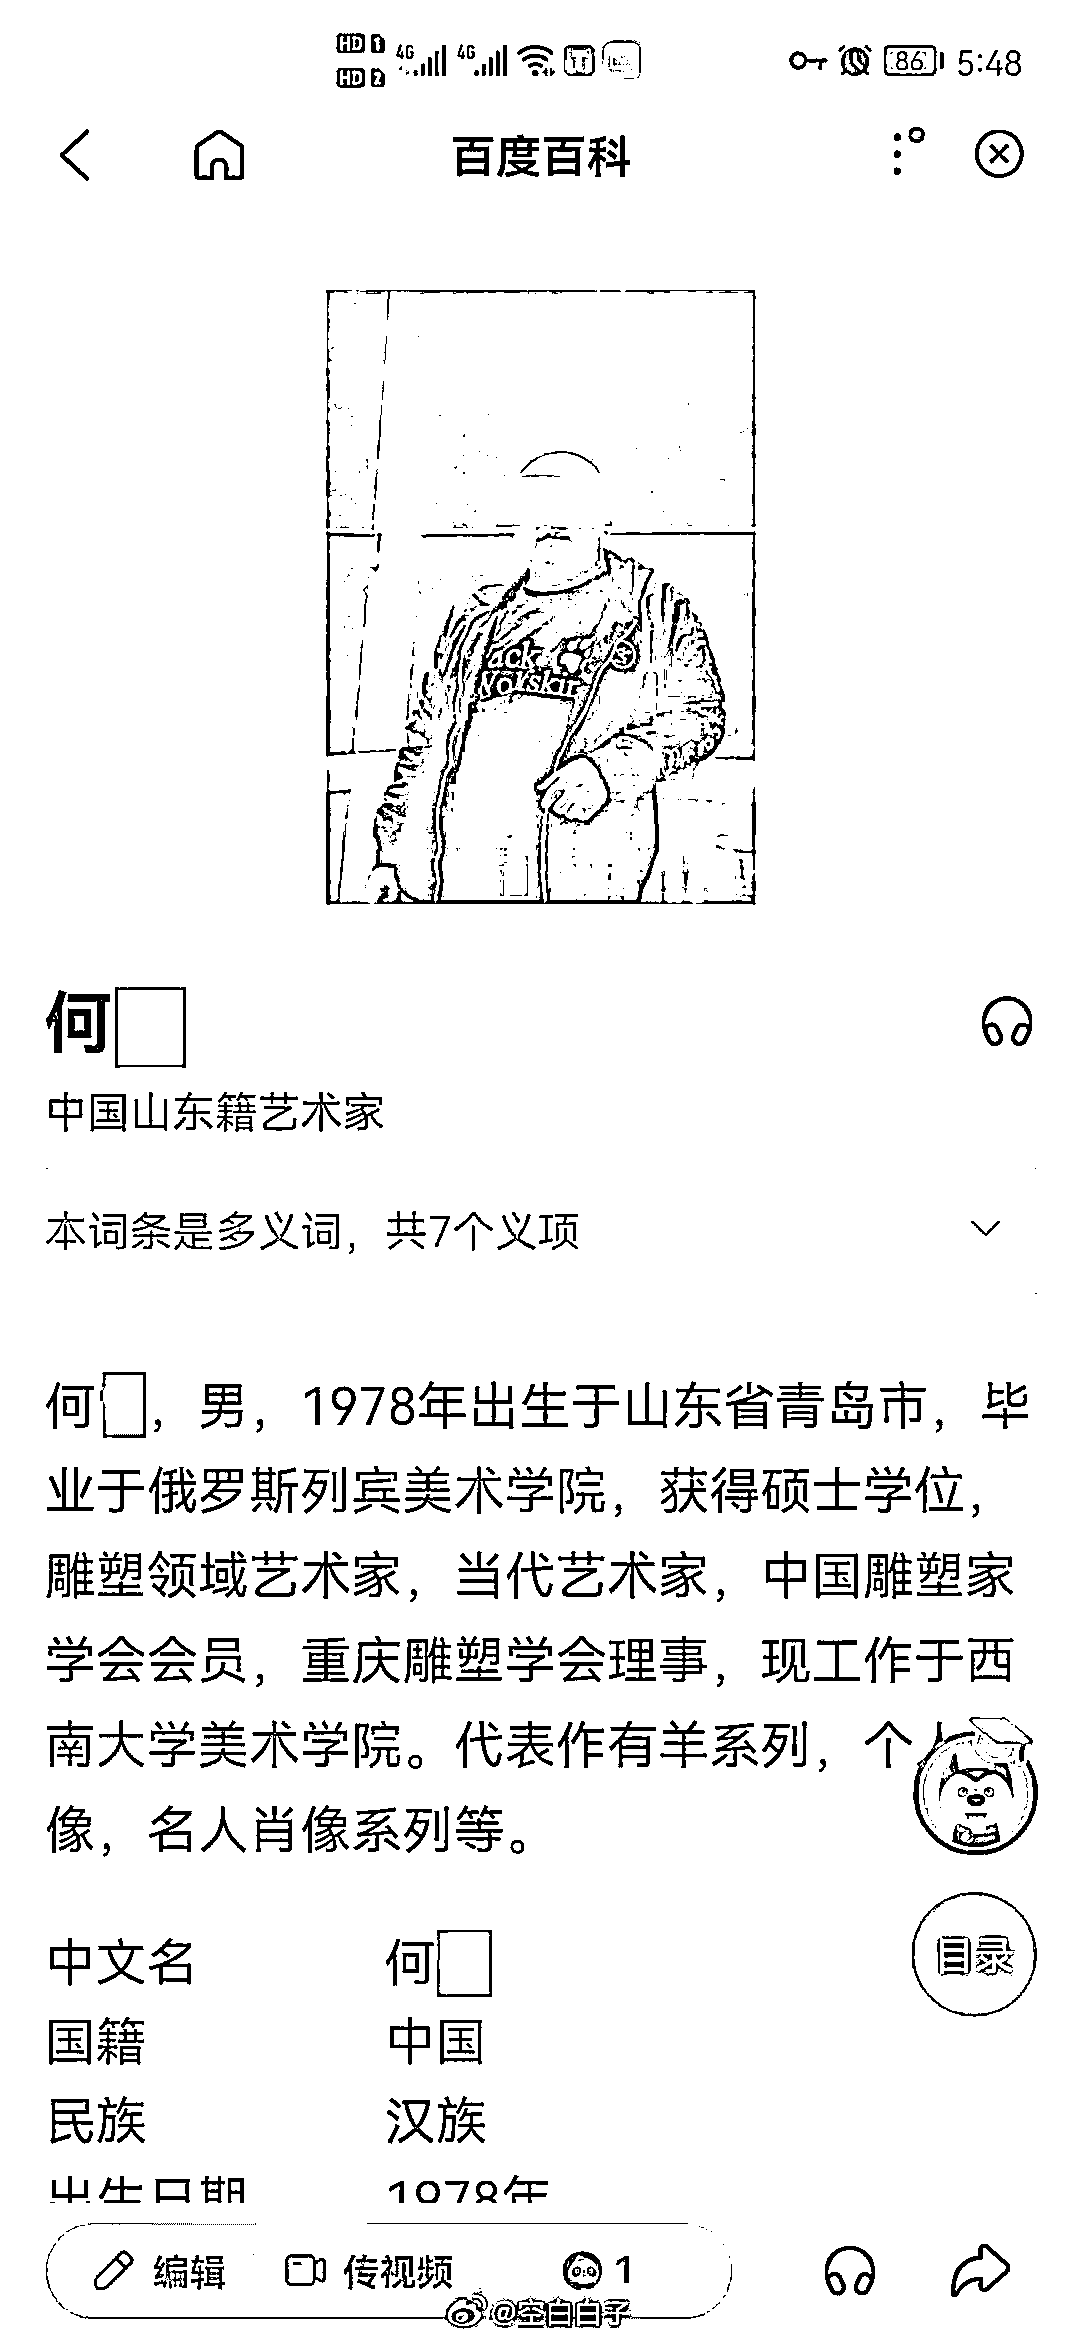 HD 1 4G 4G 86 5:48
HD 2
百度百科
ack
Wolfskin
何
中国山东籍艺术家
本词条是多义词，共7个义项
何，男，1978年出生于山东省青岛市，毕
业于俄罗斯列宾美术学院，获得硕士学位，
雕塑领域艺术家，当代艺术家，中国雕塑家
学会会员，重庆雕塑学会理事，现工作于西
南大学美术学院。代表作有羊系列，个
像，名人肖像系列等。
目录
中文名 何
国籍 中国
民族 汉族
出生日期 1978年
编辑 传视频 1
@空白白子